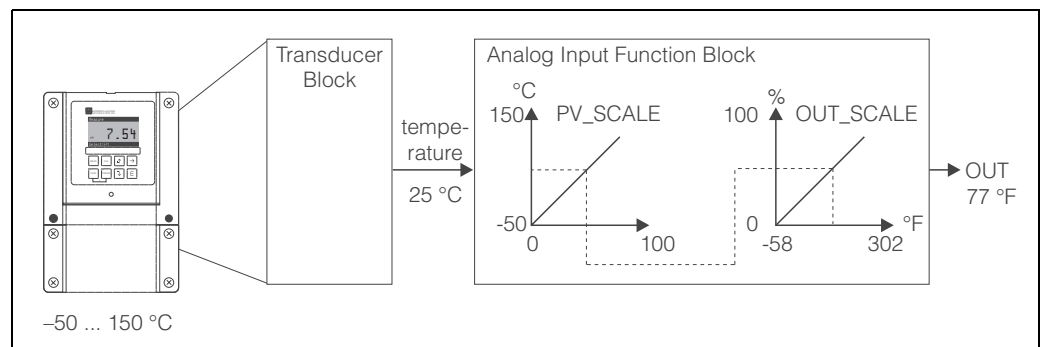 Transducer
Block
Analog Input Function Block
°C
150
PV_SCALE
-50
0
100
%
100
OUT_SCALE
0
-58
302
°F
tempe-
rature
25 °C
OUT
77 °F
7.54
–50 ... 150 °C